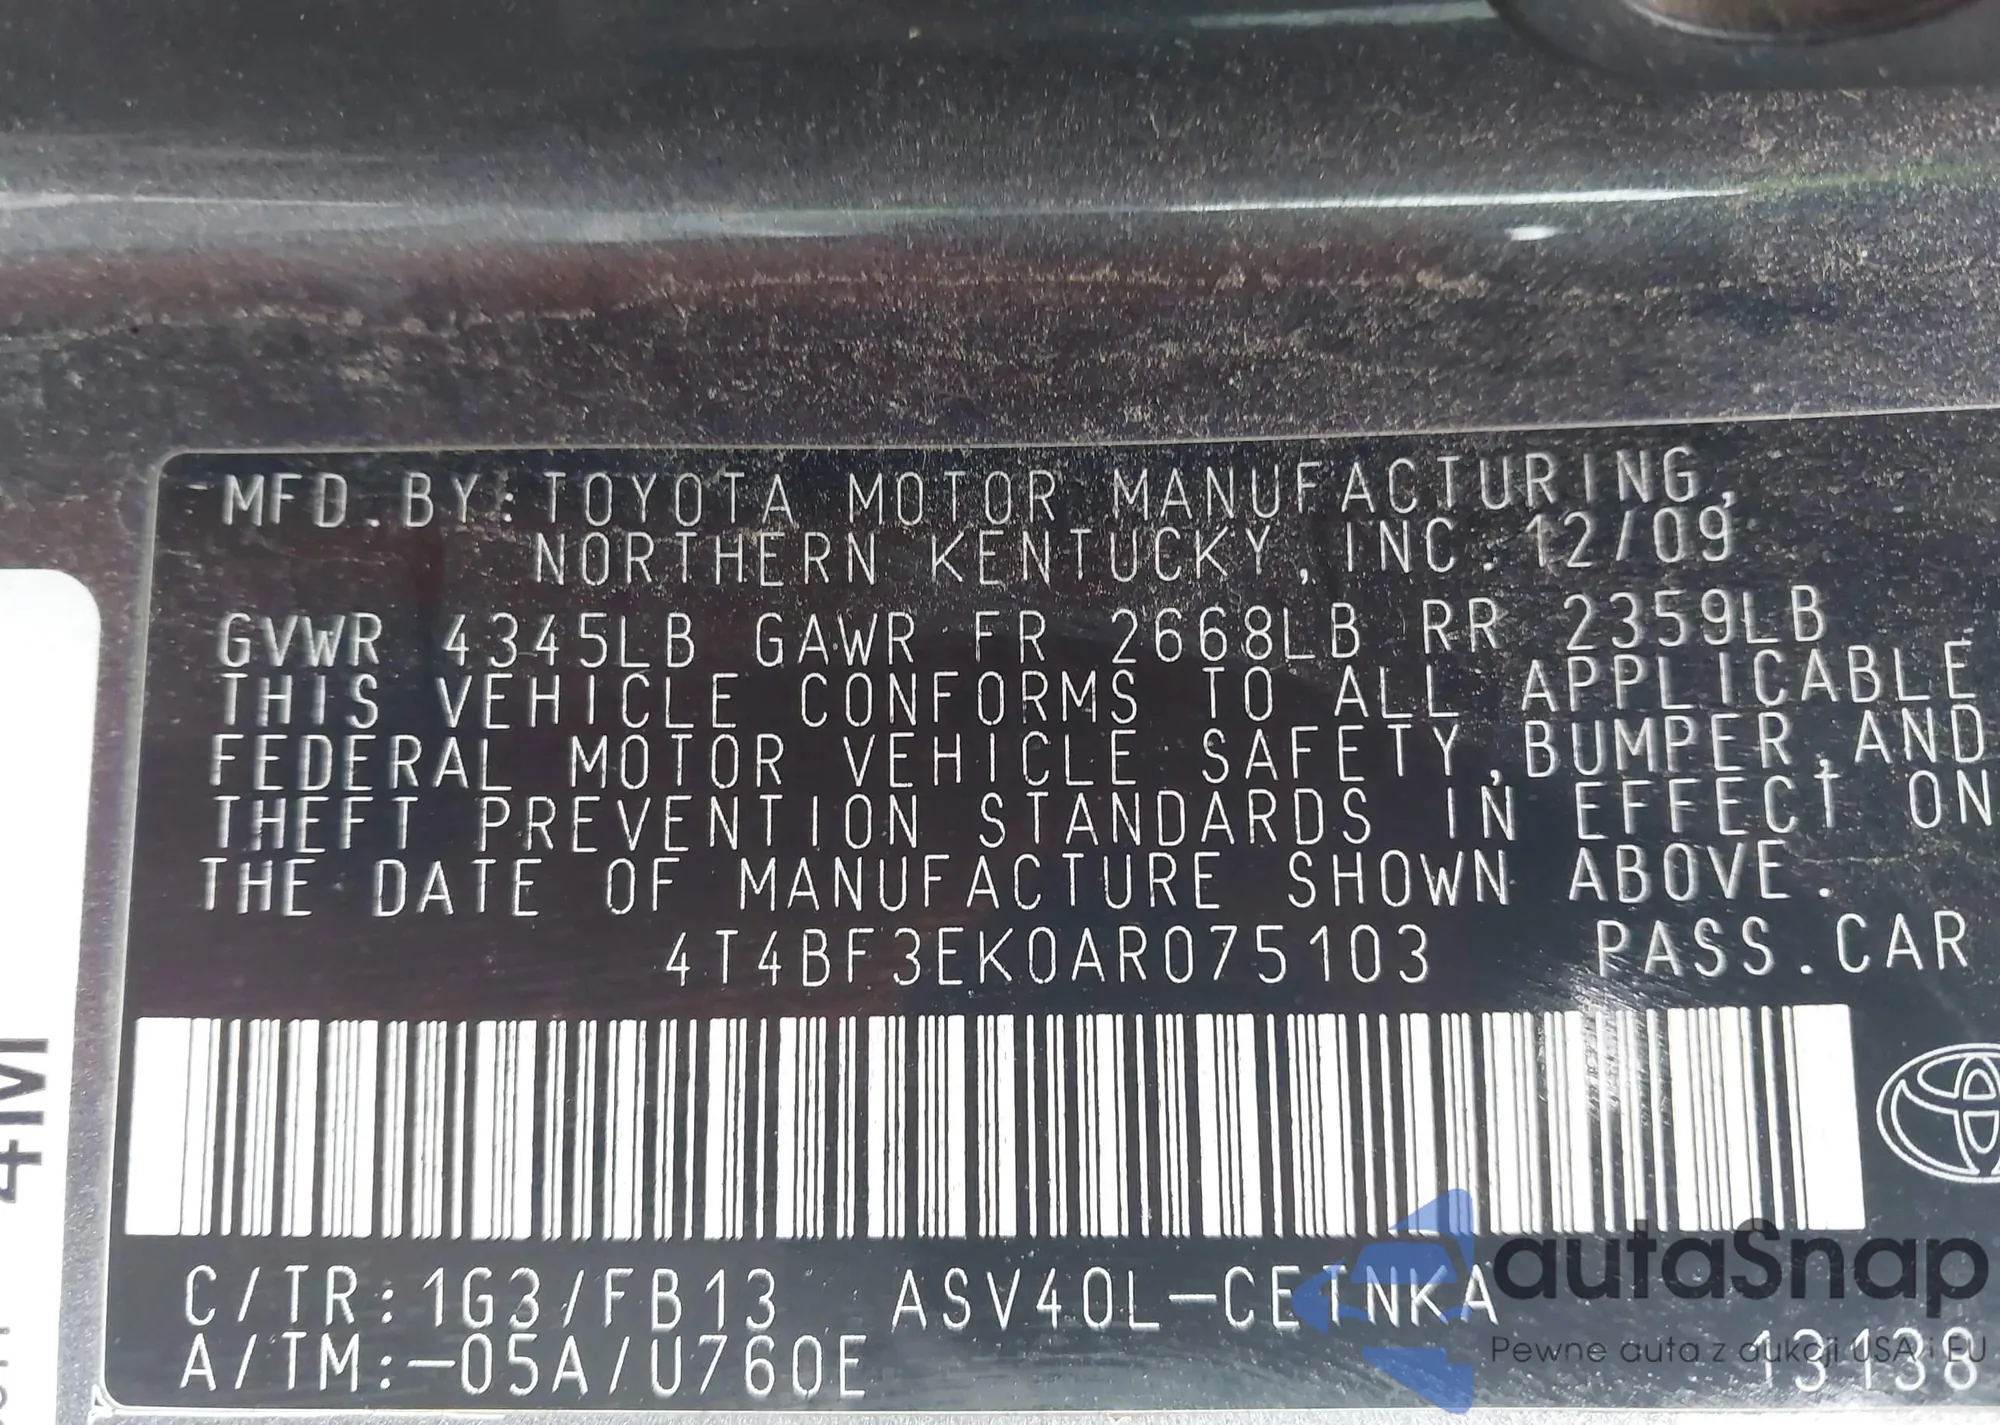 MFD. BY: TOYOTA MOTOR MANUFACTURING,
NORTHERN KENTUCKY, INC. 12/09
GVWR 4345LB GAWR FR 2668LB RR 2359LB
THIS VEHICLE CONFORMS TO ALL APPLICABLE
FEDERAL MOTOR VEHICLE SAFETY, BUMPER, AND
THEFT PREVENTION STANDARDS IN EFFECT ON
THE DATE OF MANUFACTURE SHOWN ABOVE.
4T4BF3EK0AR075103 PASS. CAR
C/TR: 1G3/FB13 ASV40L-CETNKA
A/TM:-05A/U760E
13138
autaSnap
Pewne auta z aukcji USA i EU